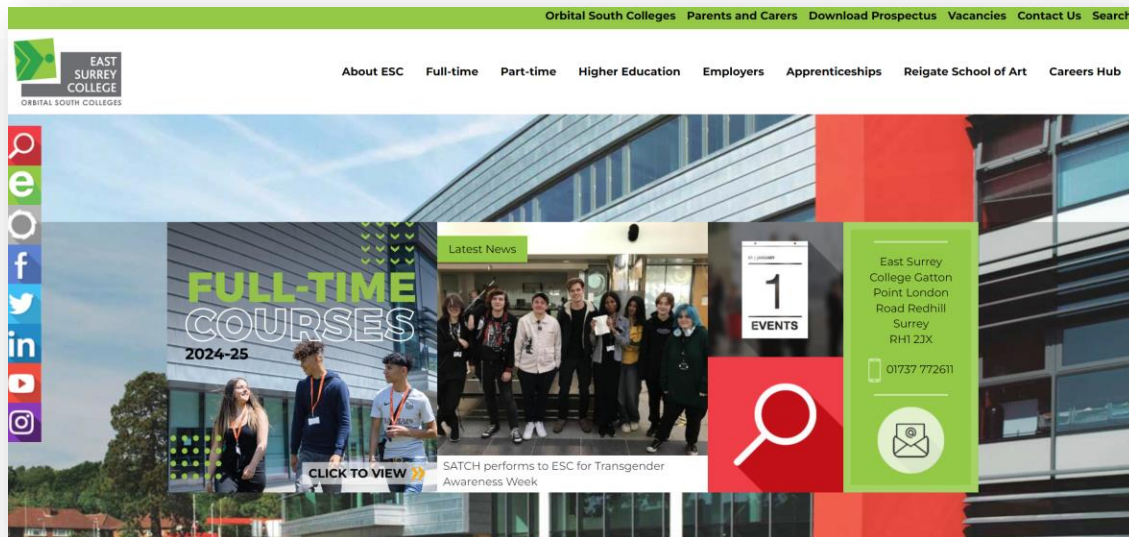 Orbital South Colleges Parents and Carers Download Prospectus Vacancies Contact Us Search
EAST
SURREY
COLLEGE
ORBITAL SOUTH COLLEGES
About ESC Full-time Part-time Higher Education Employers Apprenticeships Reigate School of Art Careers Hub
e
f
in
FULL-TIME
COURSES
2024-25
CLICK TO VIEW
Latest News
SATCH performs to ESC for Transgender
Awareness Week
1
EVENTS
East Surrey
College Gatton
Point London
Road Redhill
Surrey
RH1 2JX
01737 772611
@